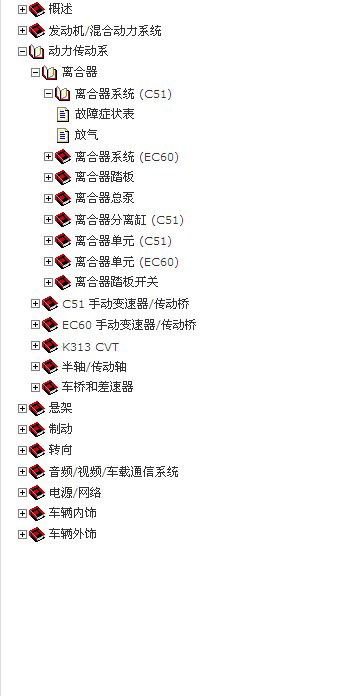 概述
发动机/混合动力系统
动力传动系
离合器
离合器系统 (C51)
故障症状表
放气
离合器系统 (EC60)
离合器踏板
离合器总泵
离合器分离缸 (C51)
离合器单元 (C51)
离合器单元 (EC60)
离合器踏板开关
C51 手动变速器/传动桥
EC60 手动变速器/传动桥
K313 CVT
半轴/传动轴
车桥和差速器
悬架
制动
转向
音频/视频/车载通信系统
电源/网络
车辆内饰
车辆外饰